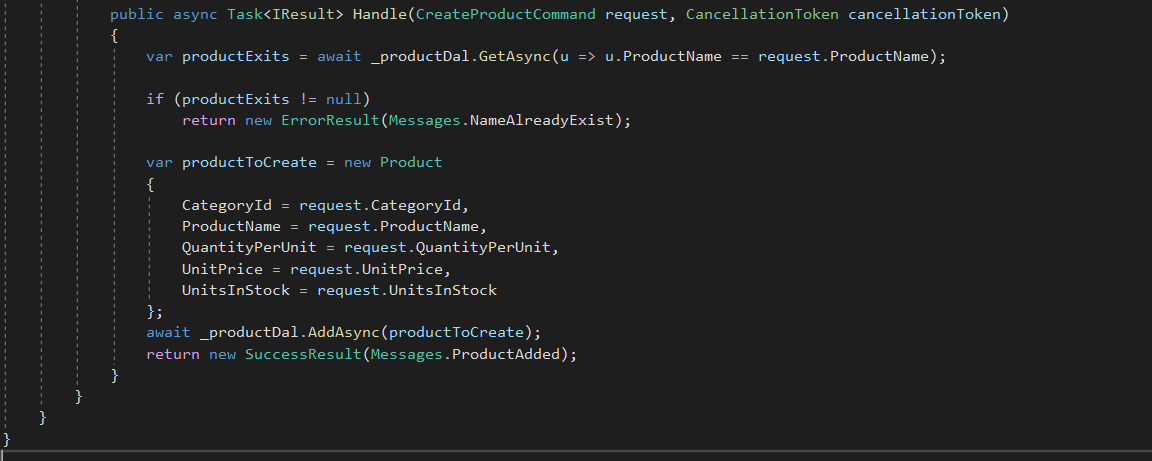 public async Task<IResult> Handle(CreateProductCommand request, CancellationToken cancellationToken)
{
var productExits = await _productDal.GetAsync(u => u.ProductName == request.ProductName);
if (productExits != null)
return new ErrorResult(Messages.NameAlreadyExist);
var productToCreate = new Product
{
CategoryId = request.CategoryId,
ProductName = request.ProductName,
QuantityPerUnit = request.QuantityPerUnit,
UnitPrice = request.UnitPrice,
UnitsInStock = request.UnitsInStock
};
await _productDal.AddAsync(productToCreate);
return new SuccessResult(Messages.ProductAdded);
}
}
}
}